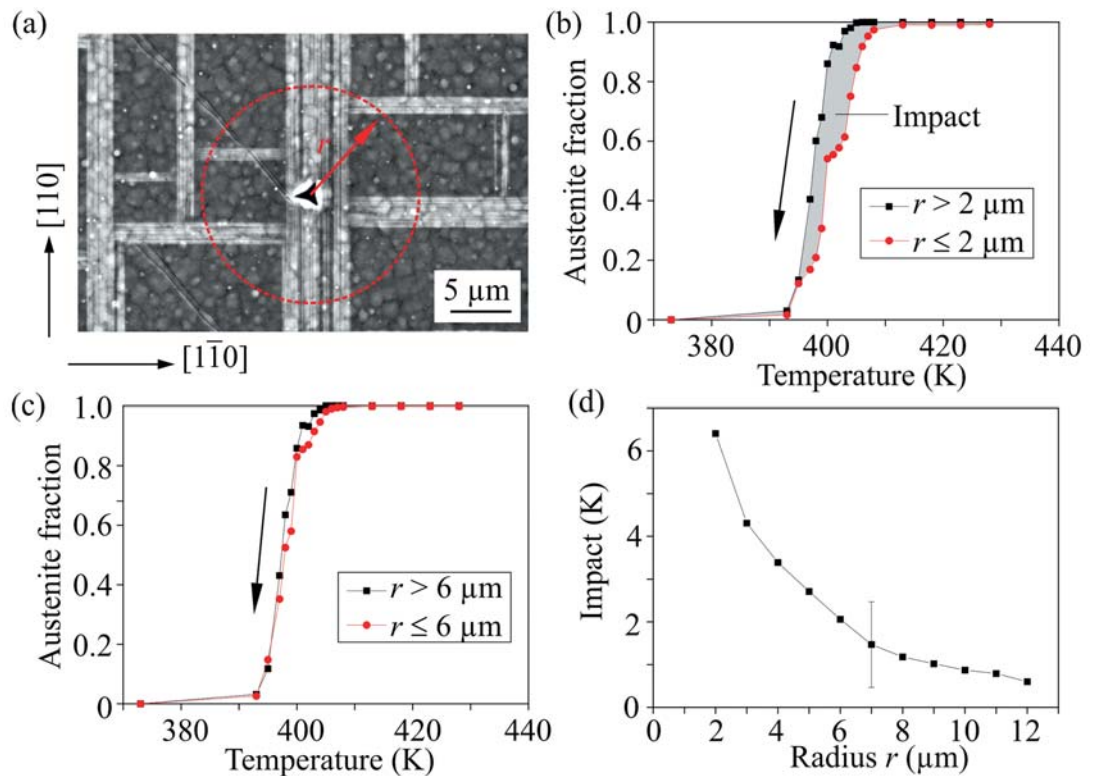 (a)
r
[110]
[11̅0]
5 μm
(b)
Austenite fraction
1.0
0.8
0.6
0.4
0.2
0
Impact
r > 2 μm
r ≤ 2 μm
380 400 420 440
Temperature (K)
(c)
Austenite fraction
1.0
0.8
0.6
0.4
0.2
0
r > 6 μm
r ≤ 6 μm
380 400 420 440
Temperature (K)
(d)
Impact (K)
6
4
2
0
0 2 4 6 8 10 12
Radius r (μm)